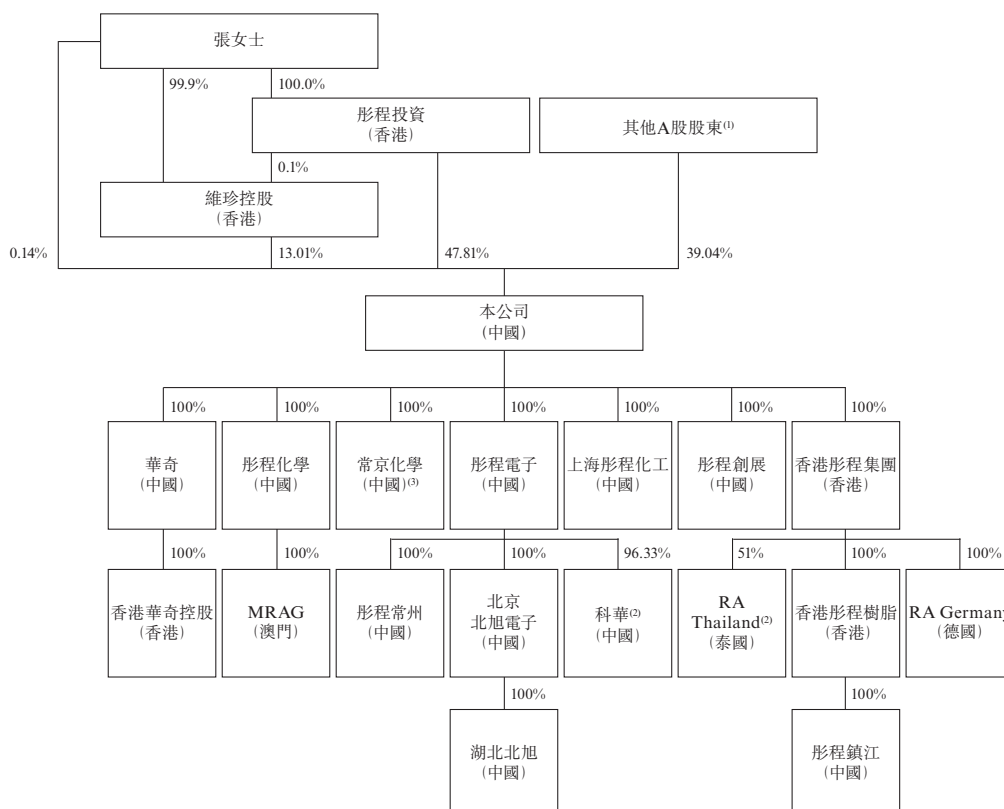 張女士
99.9%
100.0%
彤程投資
(香港)
其他A股股東(1)
0.1%
維珍控股
(香港)
0.14%
13.01%
47.81%
39.04%
本公司
(中國)
100%
100%
100%
100%
100%
100%
100%
華奇
(中國)
彤程化學
(中國)
常京化學
(中國)(3)
彤程電子
(中國)
上海彤程化工
(中國)
彤程創展
(中國)
香港彤程集團
(香港)
100%
100%
100%
100%
96.33%
51%
100%
100%
香港華奇控股
(香港)
MRAG
(澳門)
彤程常州
(中國)
北京
北旭電子
(中國)
科華(2)
(中國)
RA
Thailand(2)
(泰國)
香港彤程樹脂
(香港)
RA Germany
(德國)
100%
100%
湖北北旭
(中國)
彤程鎮江
(中國)